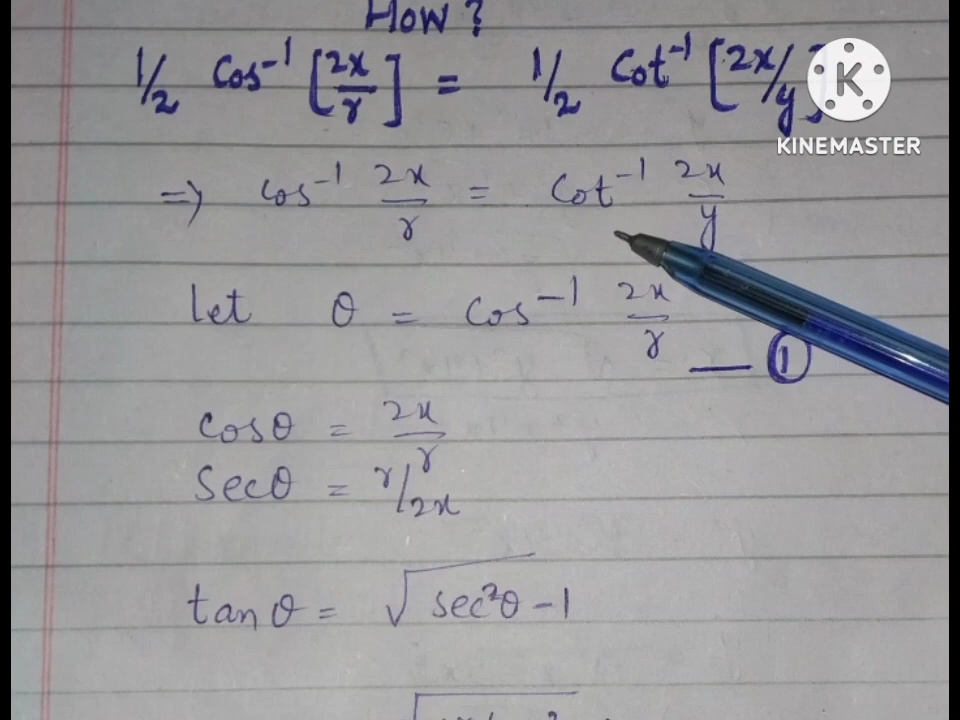 How?
1/2 Cos⁻¹ [2x/r] = 1/2 Cot⁻¹ [2x/y]
K
KINEMASTER
=> Cos⁻¹ 2x/r = Cot⁻¹ 2x/y
let θ = Cos⁻¹ 2x/r — ①
Cosθ = 2x/r
Secθ = r/2x
tanθ = √(sec²θ-1)